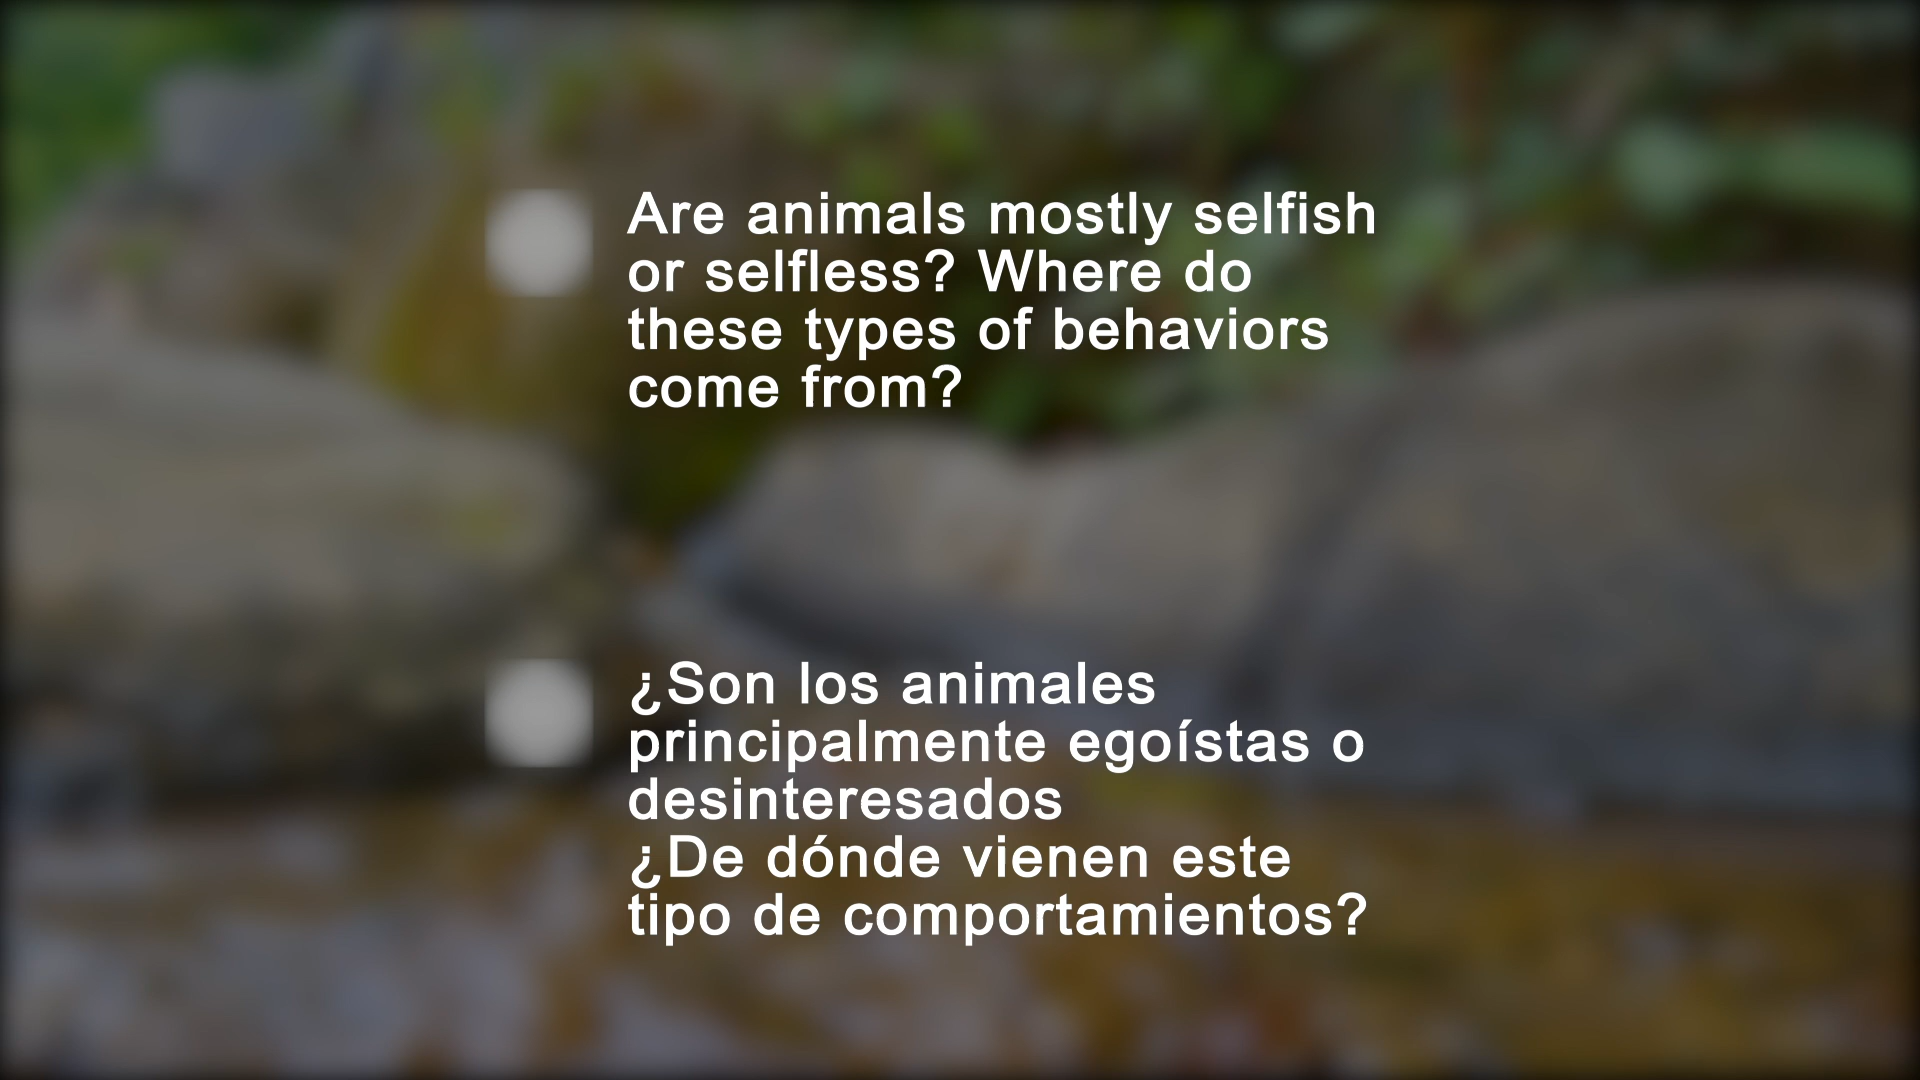 Are animals mostly selfish
or selfless? Where do
these types of behaviors
come from?
¿Son los animales
principalmente egoístas o
desinteresados
¿De dónde vienen este
tipo de comportamientos?